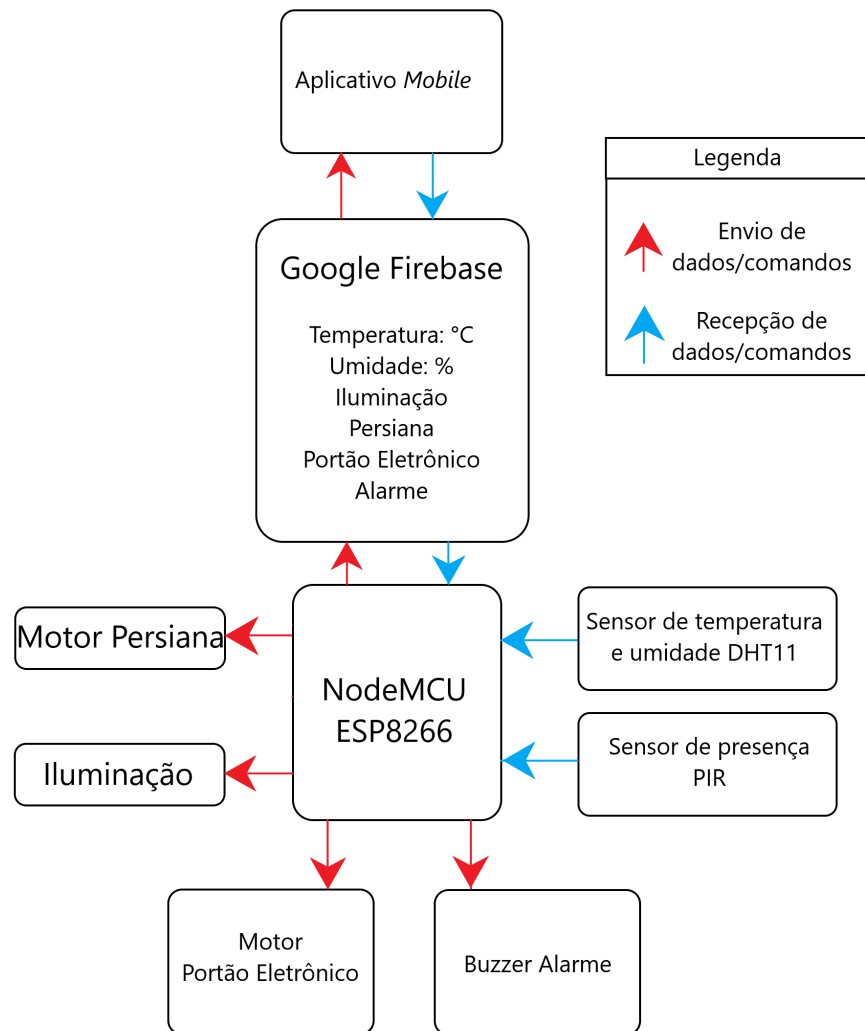 Aplicativo Mobile
Legenda
Envio de
dados/comandos
Recepção de
dados/comandos
Google Firebase
Temperatura: °C
Umidade: %
Iluminação
Persiana
Portão Eletrônico
Alarme
Motor Persiana
Iluminação
NodeMCU
ESP8266
Sensor de temperatura
e umidade DHT11
Sensor de presença
PIR
Motor
Portão Eletrônico
Buzzer Alarme